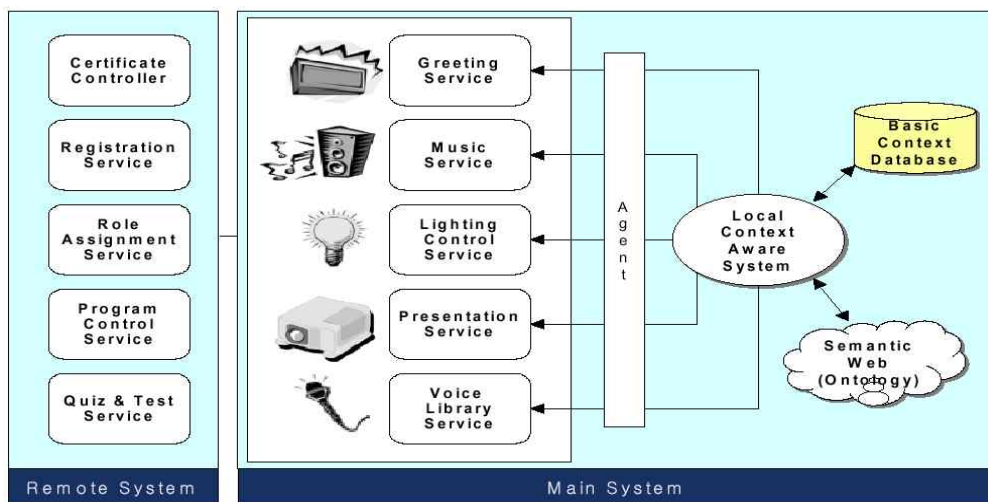 Certificate
Controller
Registration
Service
Role
Assignment
Service
Program
Control
Service
Quiz & Test
Service
Remote System
Greeting
Service
Music
Service
Lighting
Control
Service
Presentation
Service
Voice
Library
Service
Agent
Local
Context
Aware
System
Basic
Context
Database
Semantic
Web
(Ontology)
Main System